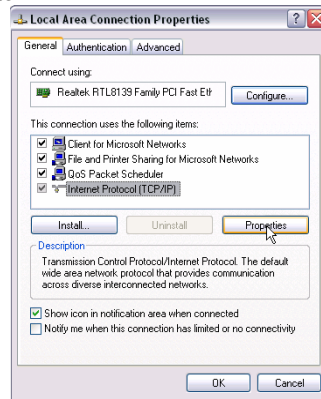 Local Area Connection Properties
General Authentication Advanced
Connect using:
Realtek RTL8139 Family PCI Fast Eth
Configure...
This connection uses the following items:
Client for Microsoft Networks
File and Printer Sharing for Microsoft Networks
QoS Packet Scheduler
Internet Protocol (TCP/IP)
Install... Uninstall Properties
Description
Transmission Control Protocol/Internet Protocol. The default
wide area network protocol that provides communication
across diverse interconnected networks.
Show icon in notification area when connected
Notify me when this connection has limited or no connectivity
OK Cancel